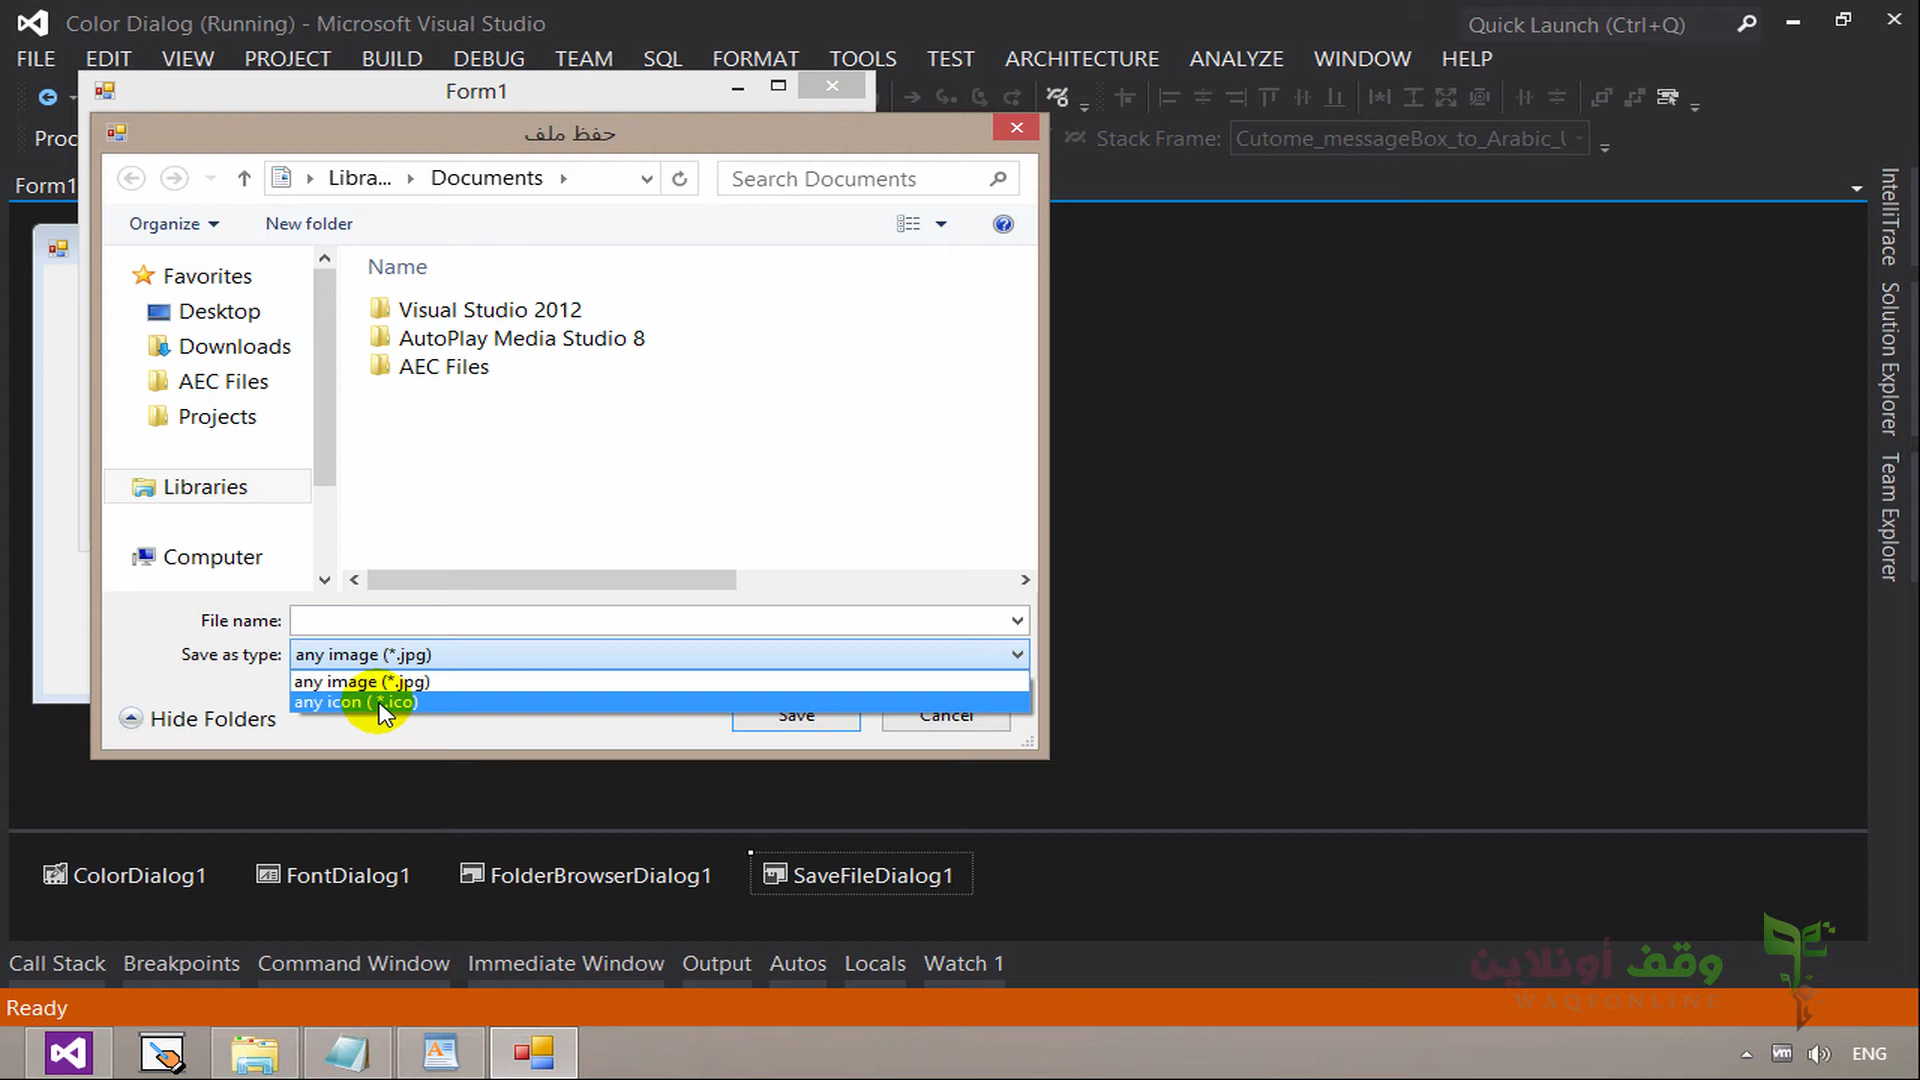 Color Dialog (Running) - Microsoft Visual Studio
Quick Launch (Ctrl+Q)
FILE EDIT VIEW PROJECT BUILD DEBUG TEAM SQL FORMAT TOOLS TEST ARCHITECTURE ANALYZE WINDOW HELP
Form1
Proc
Stack Frame: Cutome_messageBox_to_Arabic_
حفظ ملف
Form1
Libra... Documents
Search Documents
Organize New folder
Favorites
Desktop
Downloads
AEC Files
Projects
Libraries
Computer
Name
Visual Studio 2012
AutoPlay Media Studio 8
AEC Files
File name:
Save as type: any image (*.jpg)
any image (*.jpg)
any icon ( *.ico)
Hide Folders
Save Cancel
IntelliTrace
Solution Explorer
Team Explorer
ColorDialog1 FontDialog1 FolderBrowserDialog1 SaveFileDialog1
Call Stack Breakpoints Command Window Immediate Window Output Autos Locals Watch 1
وقف أونلاين
WAQFONLINE
Ready
ENG